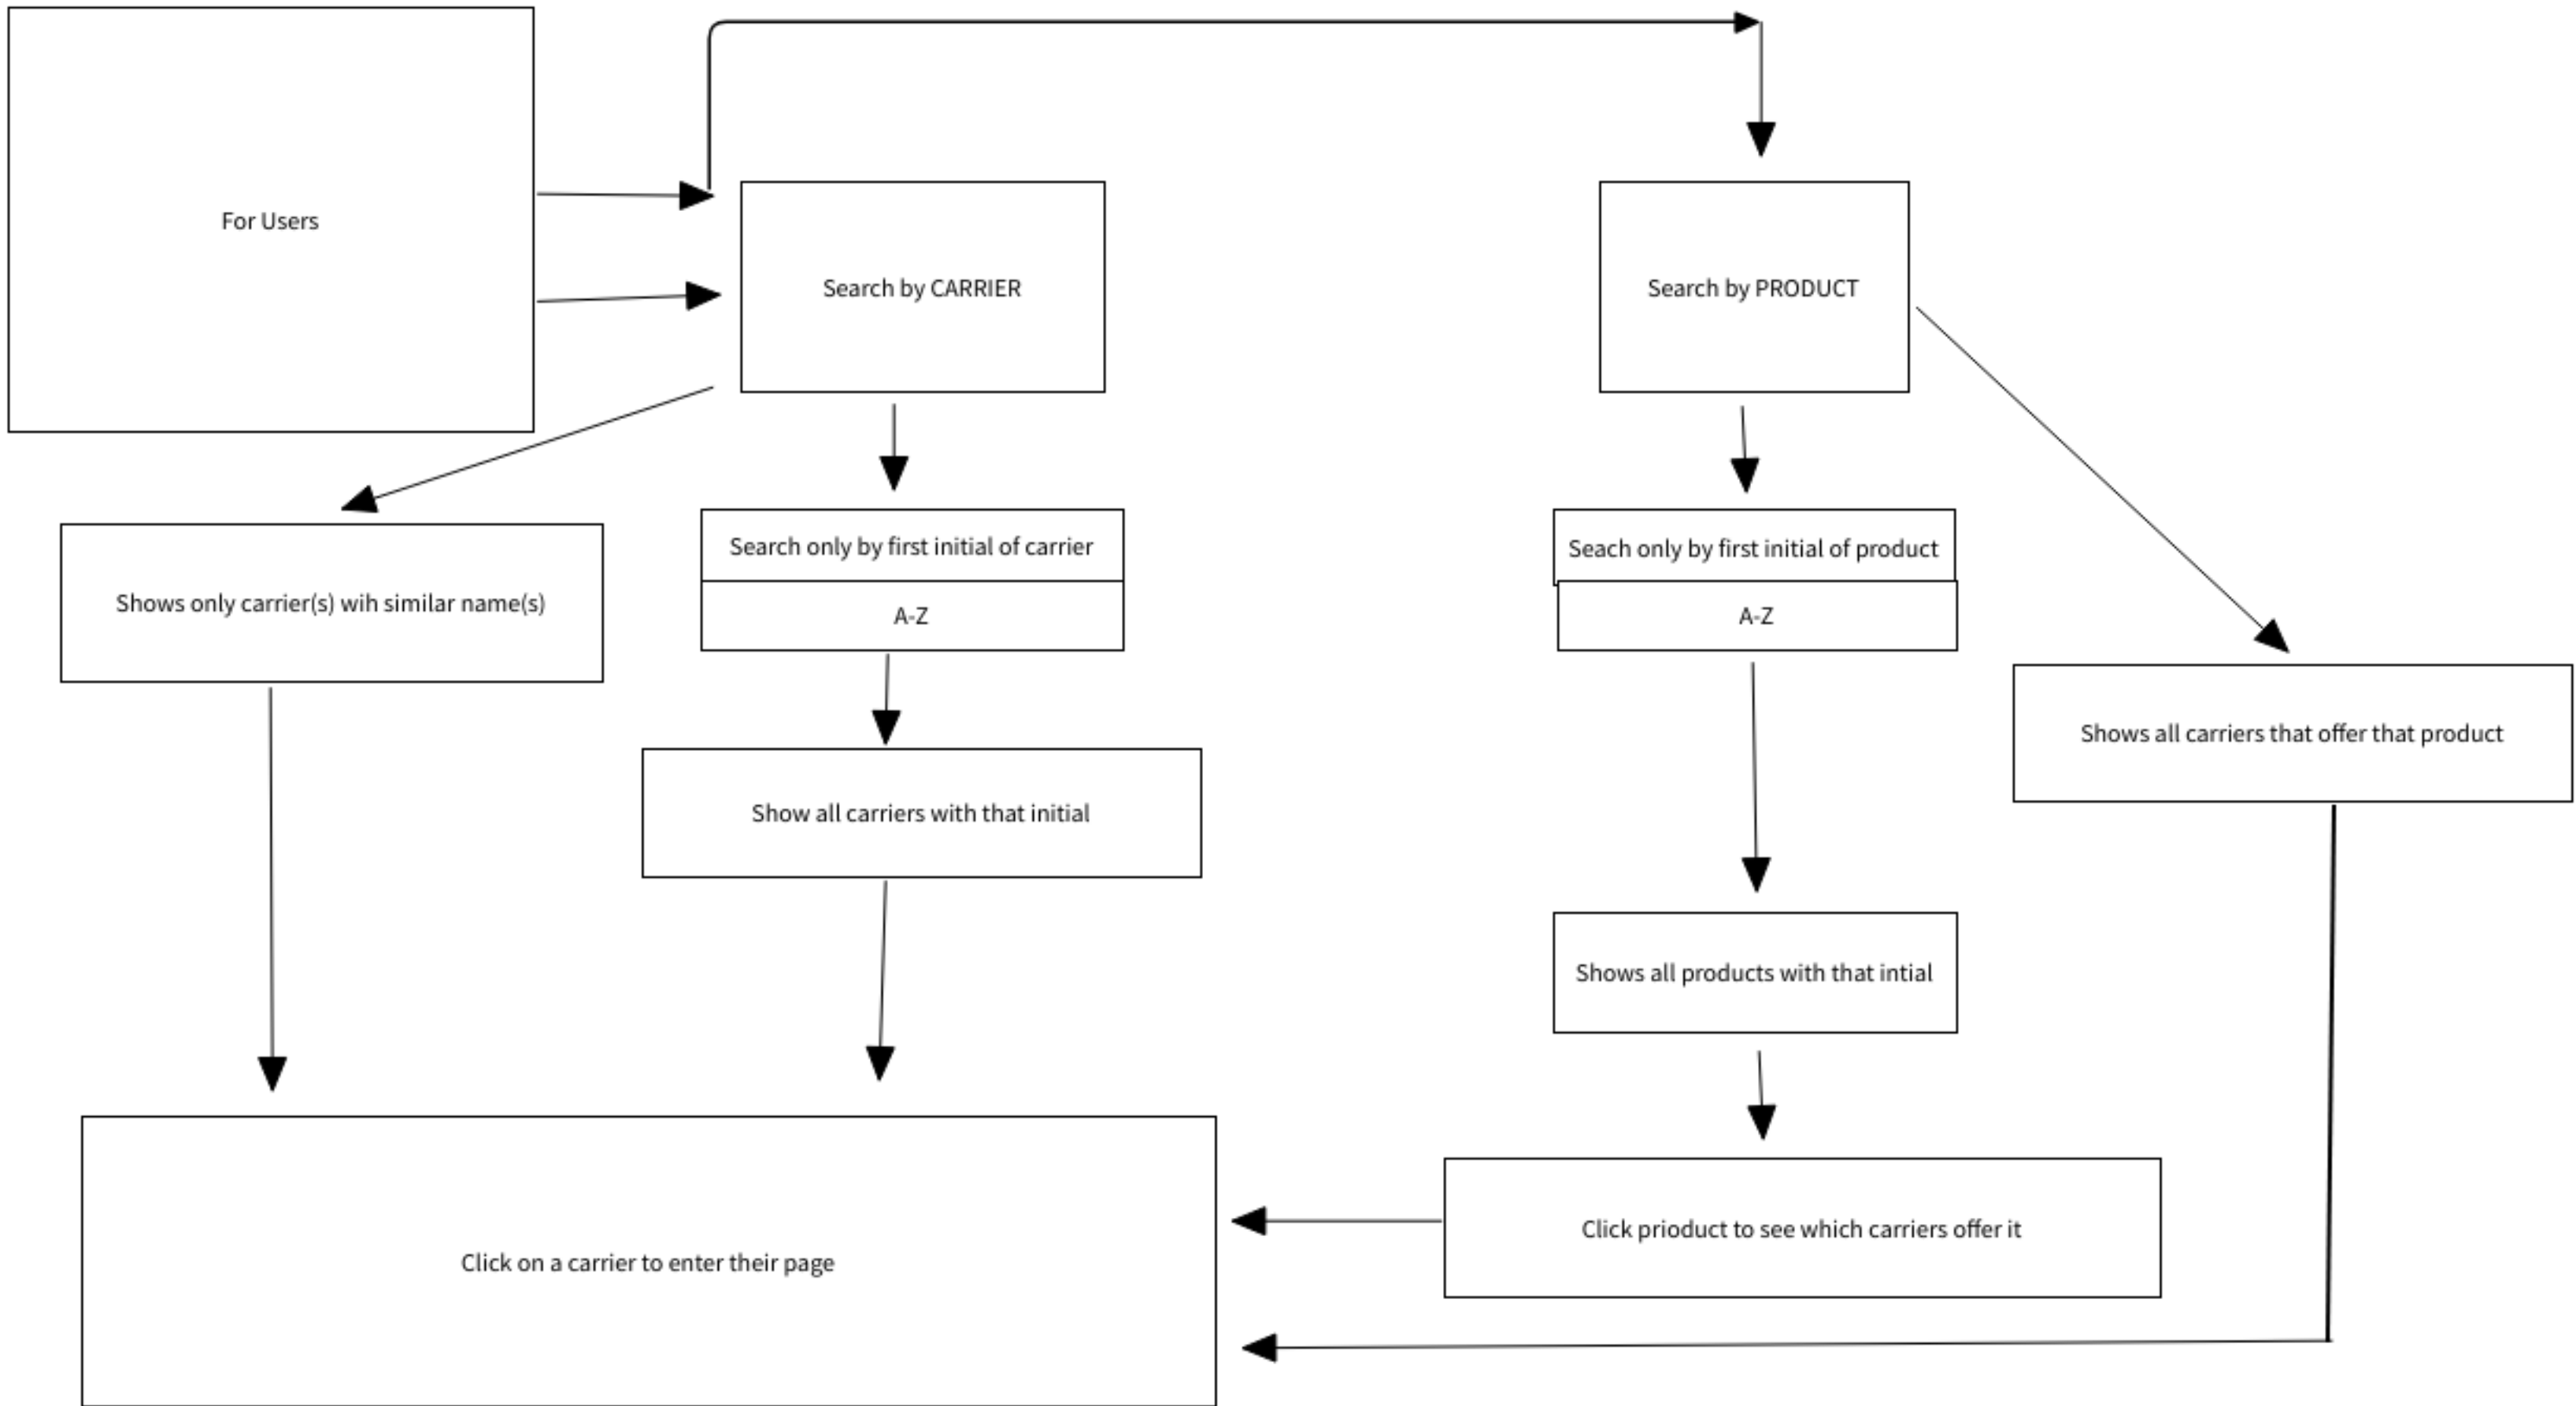 For Users
Search by CARRIER
Search by PRODUCT
Shows only carrier(s) wih similar name(s)
Search only by first initial of carrier
A-Z
Seach only by first initial of product
A-Z
Shows all carriers that offer that product
Show all carriers with that initial
Shows all products with that intial
Click prioduct to see which carriers offer it
Click on a carrier to enter their page